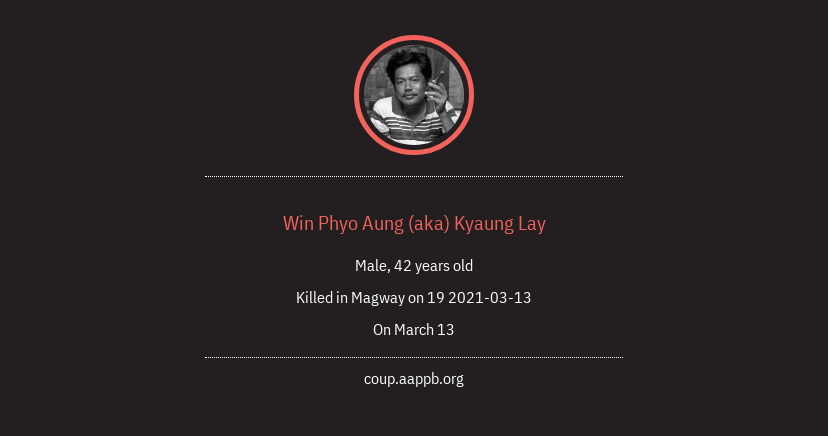 Win Phyo Aung (aka) Kyaung Lay
Male, 42 years old
Killed in Magway on 19 2021-03-13
On March 13
coup.aappb.org